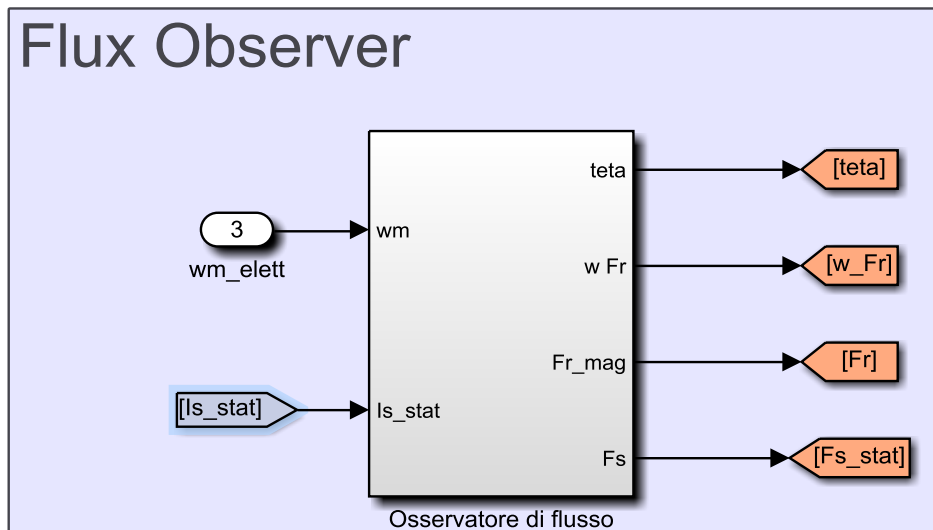 Flux Observer
teta
[teta]
3
wm
wm_elett
w Fr
[w_Fr]
Fr_mag
[Fr]
[Is_stat]
Is_stat
Fs
[Fs_stat]
Osservatore di flusso